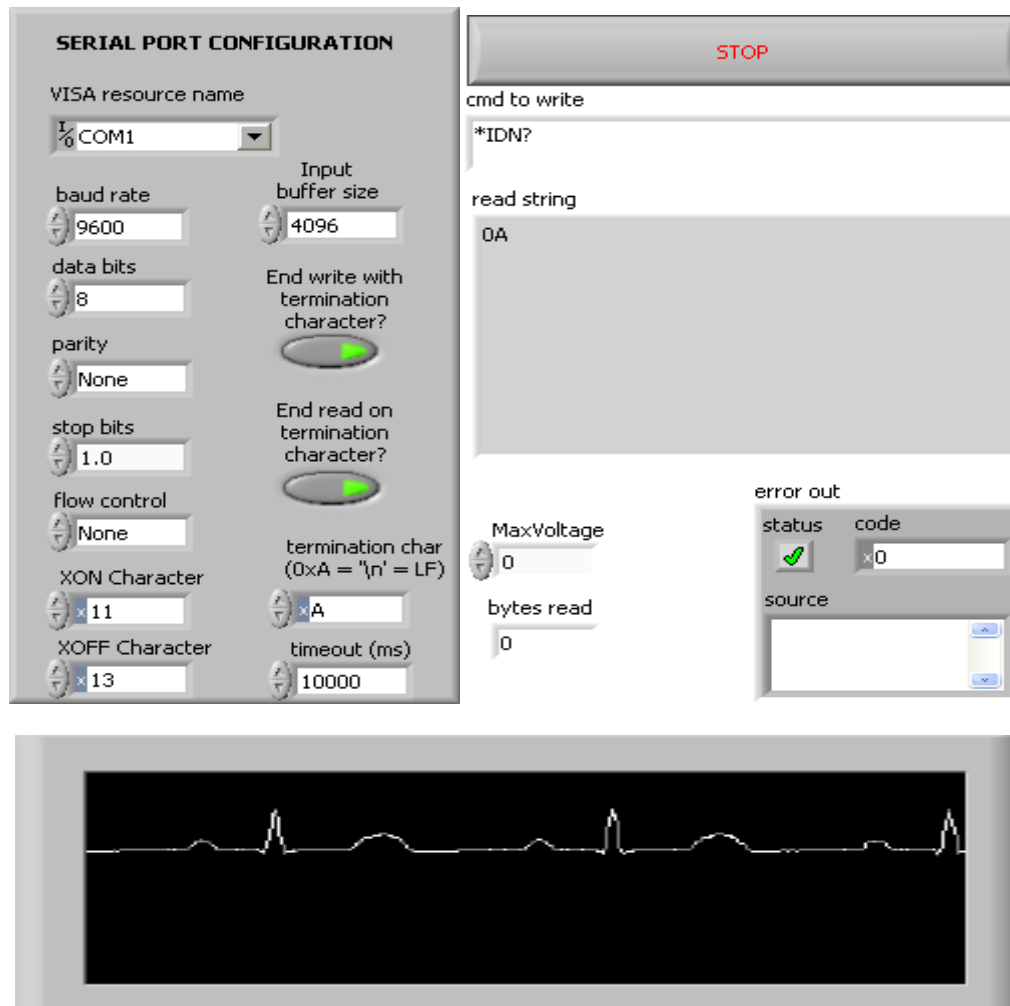 SERIAL PORT CONFIGURATION
VISA resource name
I/O COM1
baud rate
9600
data bits
8
parity
None
stop bits
1.0
flow control
None
XON Character
x 11
XOFF Character
x 13
Input
buffer size
4096
End write with
termination
character?
End read on
termination
character?
termination char
(0xA = '\n' = LF)
x A
timeout (ms)
10000
STOP
cmd to write
*IDN?
read string
0A
MaxVoltage
0
bytes read
0
error out
status
code
x 0
source